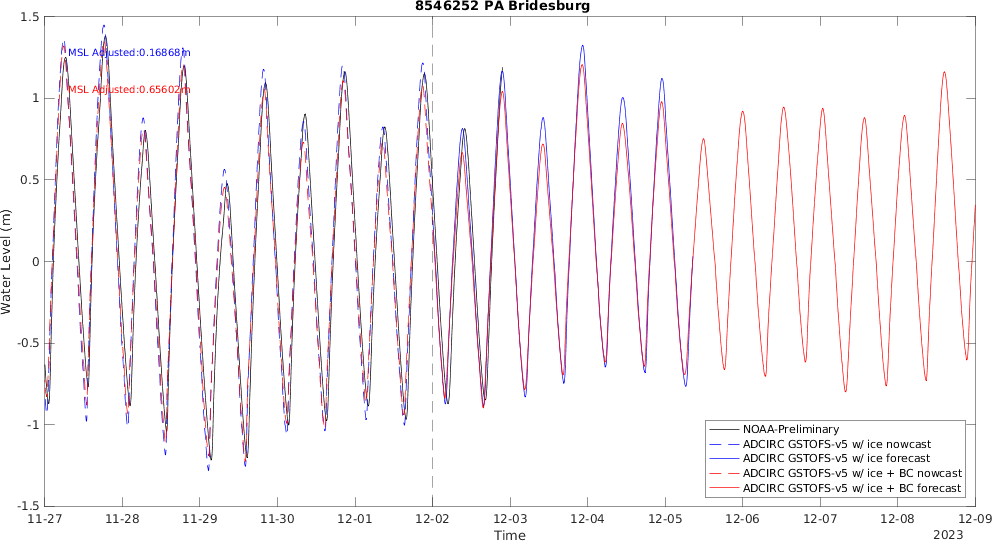 8546252 PA Bridesburg
1.5
MSL Adjusted:0.16868m
1
MSL Adjusted:0.65602m
0.5
Water Level (m)
0
-0.5
-1
-1.5
NOAA-Preliminary
ADCIRC GSTOFS-v5 w/ ice nowcast
ADCIRC GSTOFS-v5 w/ ice forecast
ADCIRC GSTOFS-v5 w/ ice + BC nowcast
ADCIRC GSTOFS-v5 w/ ice + BC forecast
11-27 11-28 11-29 11-30 12-01 12-02 12-03 12-04 12-05 12-06 12-07 12-08 12-09
Time
2023